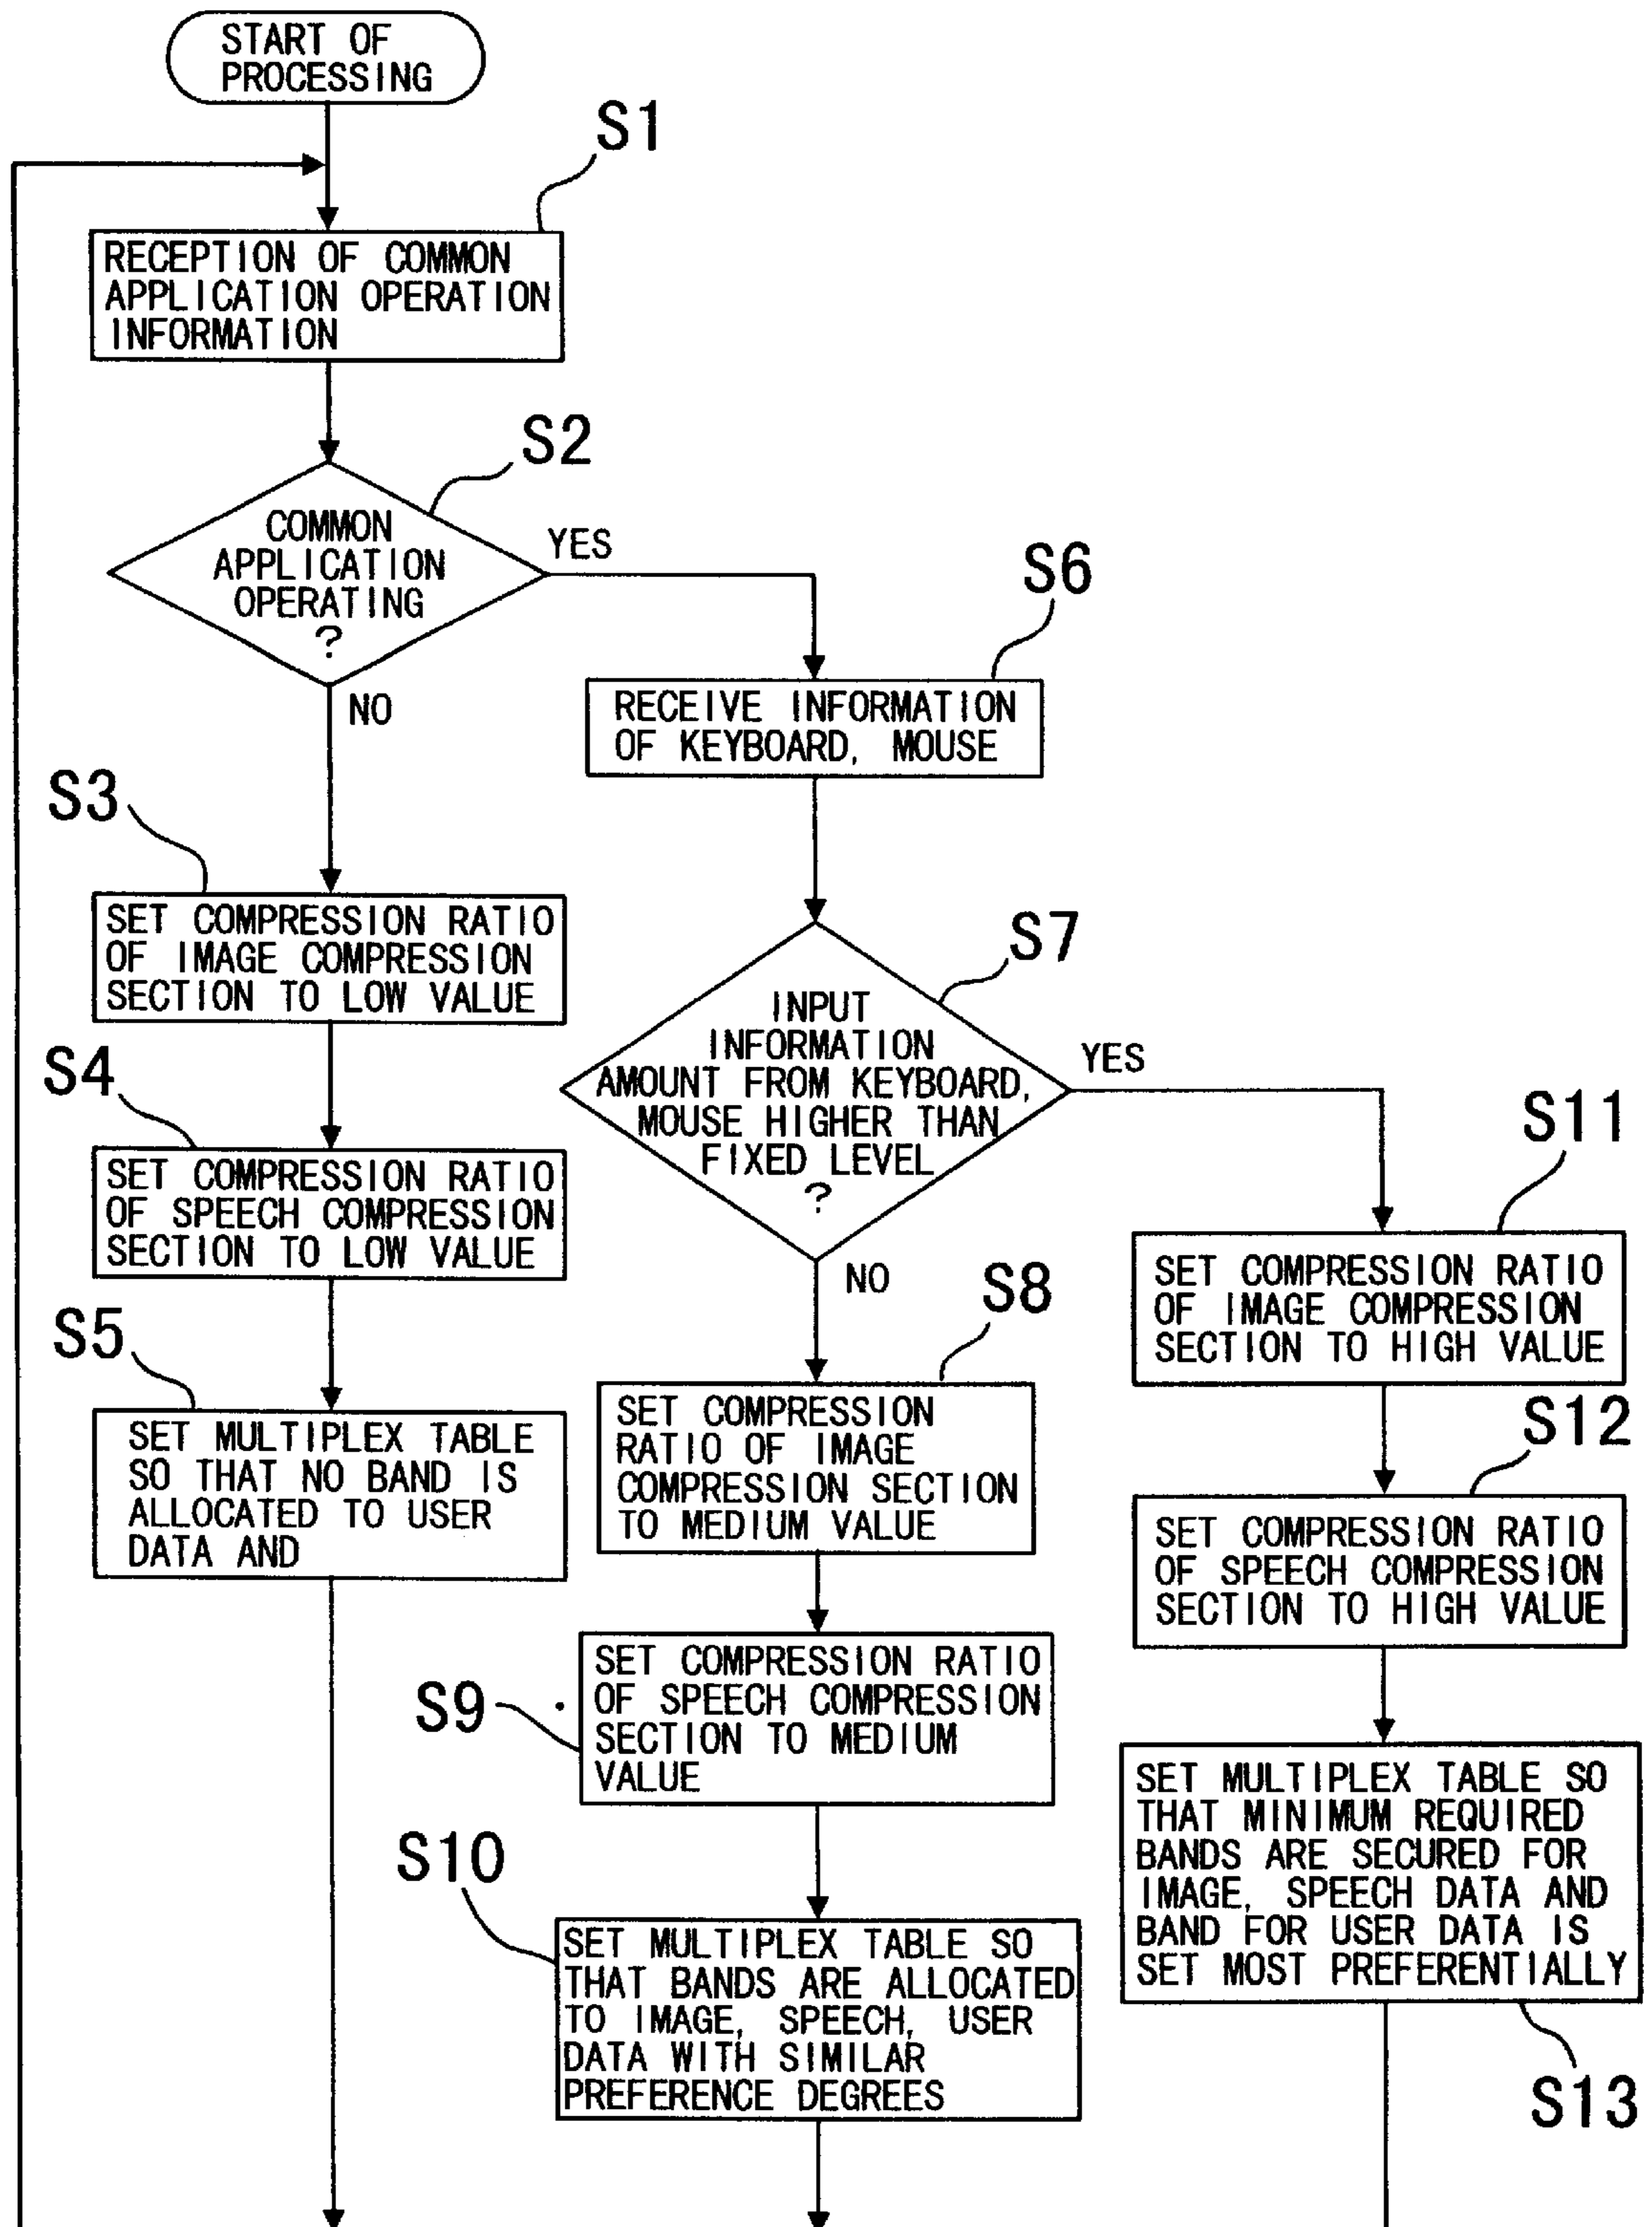 START OF
PROCESSING
S1
RECEPTION OF COMMON
APPLICATION OPERATION
INFORMATION
S2
COMMON
APPLICATION
OPERATING
?
YES
NO
S6
RECEIVE INFORMATION
OF KEYBOARD, MOUSE
S3
SET COMPRESSION RATIO
OF IMAGE COMPRESSION
SECTION TO LOW VALUE
S7
INPUT
INFORMATION
AMOUNT FROM KEYBOARD,
MOUSE HIGHER THAN
FIXED LEVEL
?
YES
NO
S4
SET COMPRESSION RATIO
OF SPEECH COMPRESSION
SECTION TO LOW VALUE
S5
SET MULTIPLEX TABLE
SO THAT NO BAND IS
ALLOCATED TO USER
DATA AND
S8
SET COMPRESSION
RATIO OF IMAGE
COMPRESSION SECTION
TO MEDIUM VALUE
S9
SET COMPRESSION RATIO
OF SPEECH COMPRESSION
SECTION TO MEDIUM
VALUE
S10
SET MULTIPLEX TABLE SO
THAT BANDS ARE ALLOCATED
TO IMAGE, SPEECH, USER
DATA WITH SIMILAR
PREFERENCE DEGREES
S11
SET COMPRESSION RATIO
OF IMAGE COMPRESSION
SECTION TO HIGH VALUE
S12
SET COMPRESSION RATIO
OF SPEECH COMPRESSION
SECTION TO HIGH VALUE
SET MULTIPLEX TABLE SO
THAT MINIMUM REQUIRED
BANDS ARE SECURED FOR
IMAGE, SPEECH DATA AND
BAND FOR USER DATA IS
SET MOST PREFERENTIALLY
S13